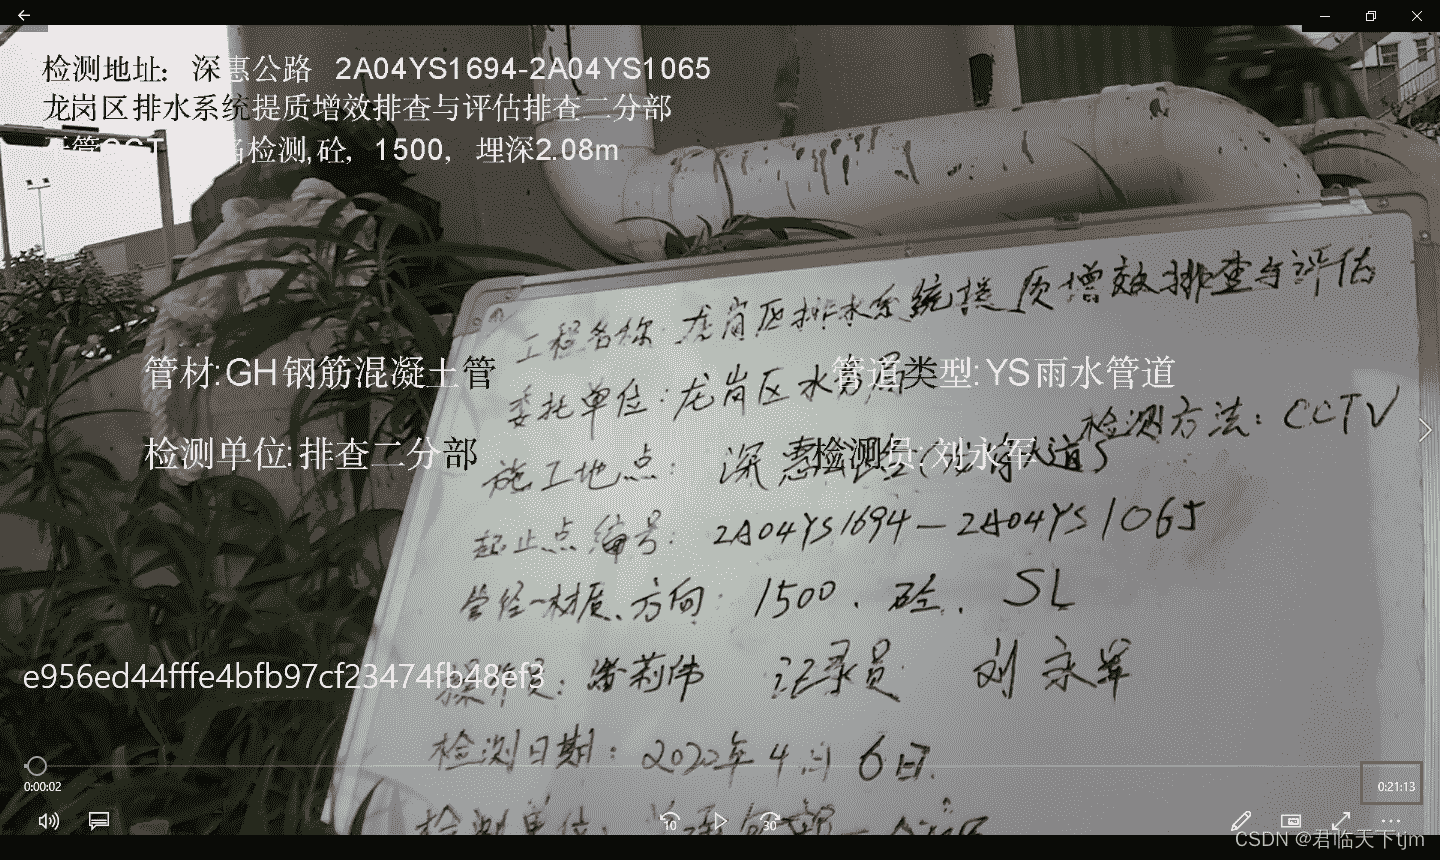 检测地址：深惠公路 2A04YS1694-2A04YS1065
龙岗区排水系统提质增效排查与评估排查二分部
检测,砼，1500，埋深2.08m
工程名称：龙岗区排水系统提质增效排查与评估
管材:GH钢筋混凝土管
管道类型:YS雨水管道
委托单位：龙岗区水务局
检测方法：CCTV
检测单位:排查二分部
检测员:刘永军
施工地点：深惠
起止点编号：2A04YS1694—2A04YS1065
管径-材质、方向：1500、砼、SL
e956ed44fffe4bfb97cf23474fb48ef3
操作员：潘莉伟 记录员：刘永军
检测日期：2022年4月6日.
0:00:02
0:21:13
检测单位：
10
30
CSDN @君临天下tjm